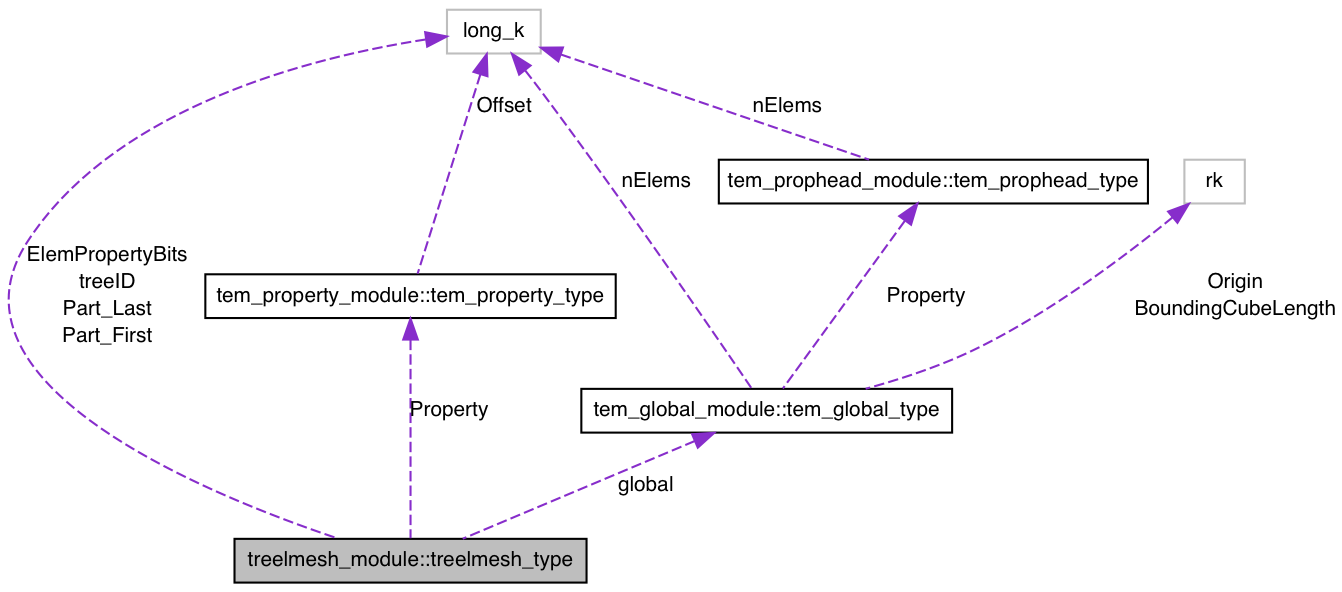 long_k
Offset
nElems
nElems
tem_prophead_module::tem_prophead_type
rk
ElemPropertyBits
treeID
Part_Last
Part_First
tem_property_module::tem_property_type
Property
Origin
BoundingCubeLength
Property
tem_global_module::tem_global_type
global
treelmesh_module::treelmesh_type